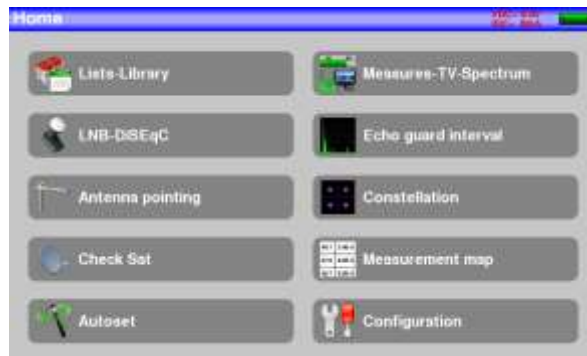 Home
Lists-Library
Measures-TV-Spectrum
LNB-DiSEqC
Echo guard interval
Antenna pointing
Constellation
Check Sat
Measurement map
Autoset
Configuration